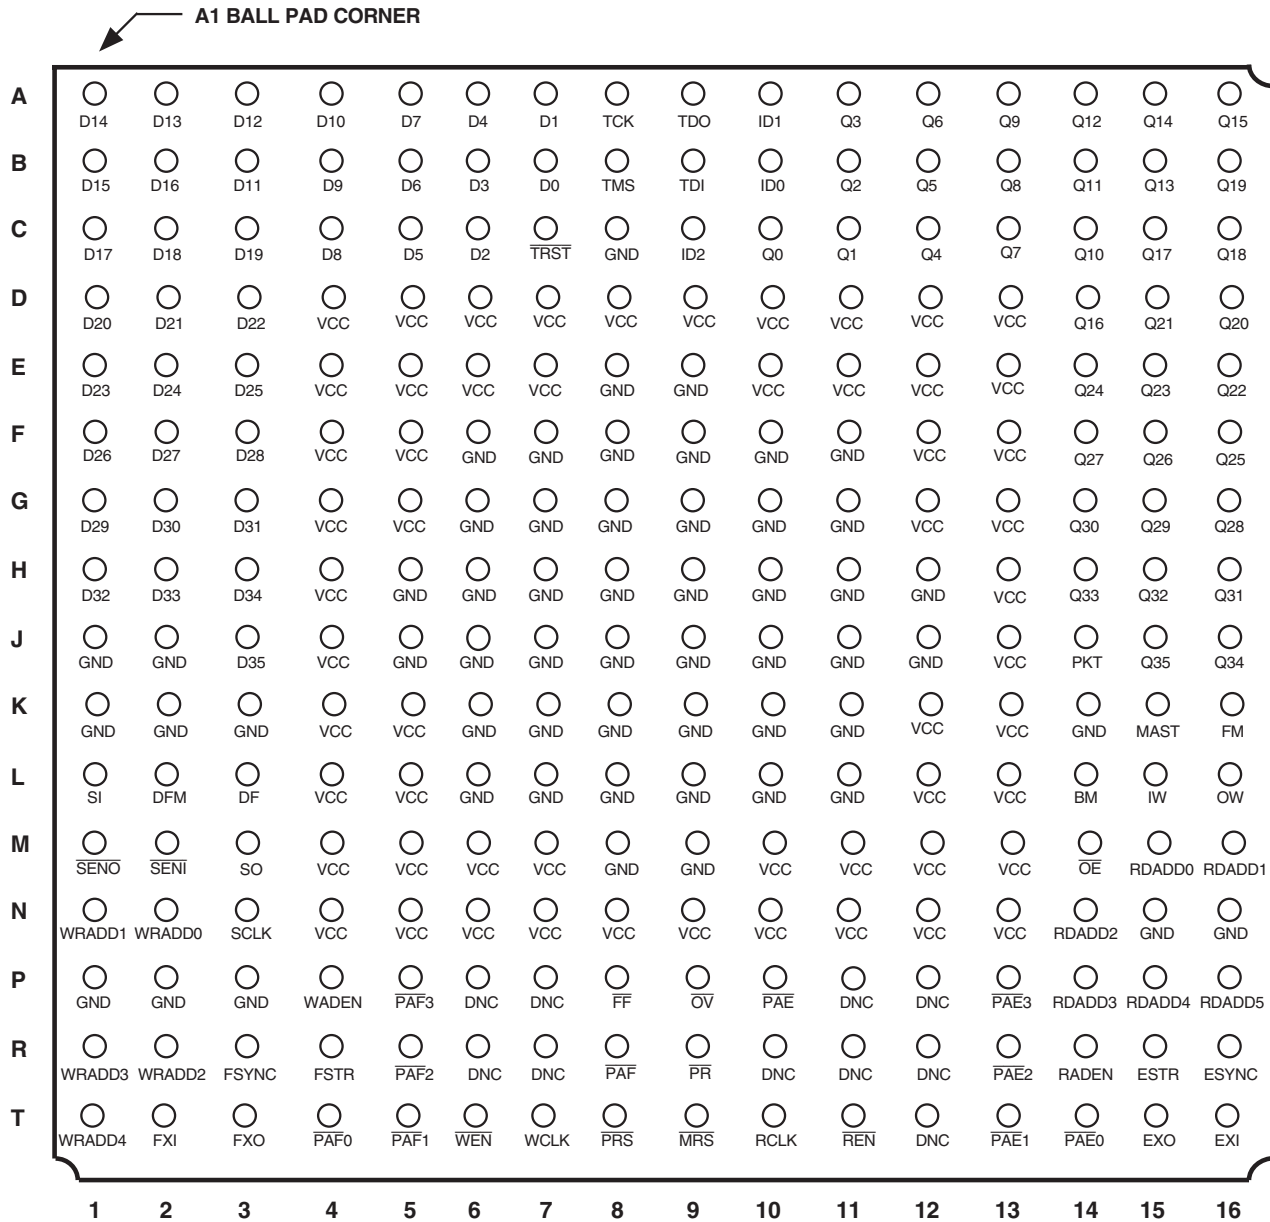 A1 BALL PAD CORNER
A
D14 D13 D12 D10 D7 D4 D1 TCK TDO ID1 Q3 Q6 Q9 Q12 Q14 Q15
B
D15 D16 D11 D9 D6 D3 D0 TMS TDI ID0 Q2 Q5 Q8 Q11 Q13 Q19
C
D17 D18 D19 D8 D5 D2 TRST GND ID2 Q0 Q1 Q4 Q7 Q10 Q17 Q18
D
D20 D21 D22 VCC VCC VCC VCC VCC VCC VCC VCC VCC VCC Q16 Q21 Q20
E
D23 D24 D25 VCC VCC VCC VCC GND GND VCC VCC VCC VCC Q24 Q23 Q22
F
D26 D27 D28 VCC VCC GND GND GND GND GND GND VCC VCC Q27 Q26 Q25
G
D29 D30 D31 VCC VCC GND GND GND GND GND GND VCC VCC Q30 Q29 Q28
H
D32 D33 D34 VCC GND GND GND GND GND GND GND GND VCC Q33 Q32 Q31
J
GND GND D35 VCC GND GND GND GND GND GND GND GND VCC PKT Q35 Q34
K
GND GND GND VCC VCC GND GND GND GND GND GND VCC VCC GND MAST FM
L
SI DFM DF VCC VCC GND GND GND GND GND GND VCC VCC BM IW OW
M
SENO SENI SO VCC VCC VCC VCC GND GND VCC VCC VCC VCC OE RDADD0 RDADD1
N
WRADD1 WRADD0 SCLK VCC VCC VCC VCC VCC VCC VCC VCC VCC VCC RDADD2 GND GND
P
GND GND GND WADEN PAF3 DNC DNC FF OV PAE DNC DNC PAE3 RDADD3 RDADD4 RDADD5
R
WRADD3 WRADD2 FSYNC FSTR PAF2 DNC DNC PAF PR DNC DNC DNC PAE2 RADEN ESTR ESYNC
T
WRADD4 FXI FXO PAF0 PAF1 WEN WCLK PRS MRS RCLK REN DNC PAE1 PAE0 EXO EXI
1 2 3 4 5 6 7 8 9 10 11 12 13 14 15 16